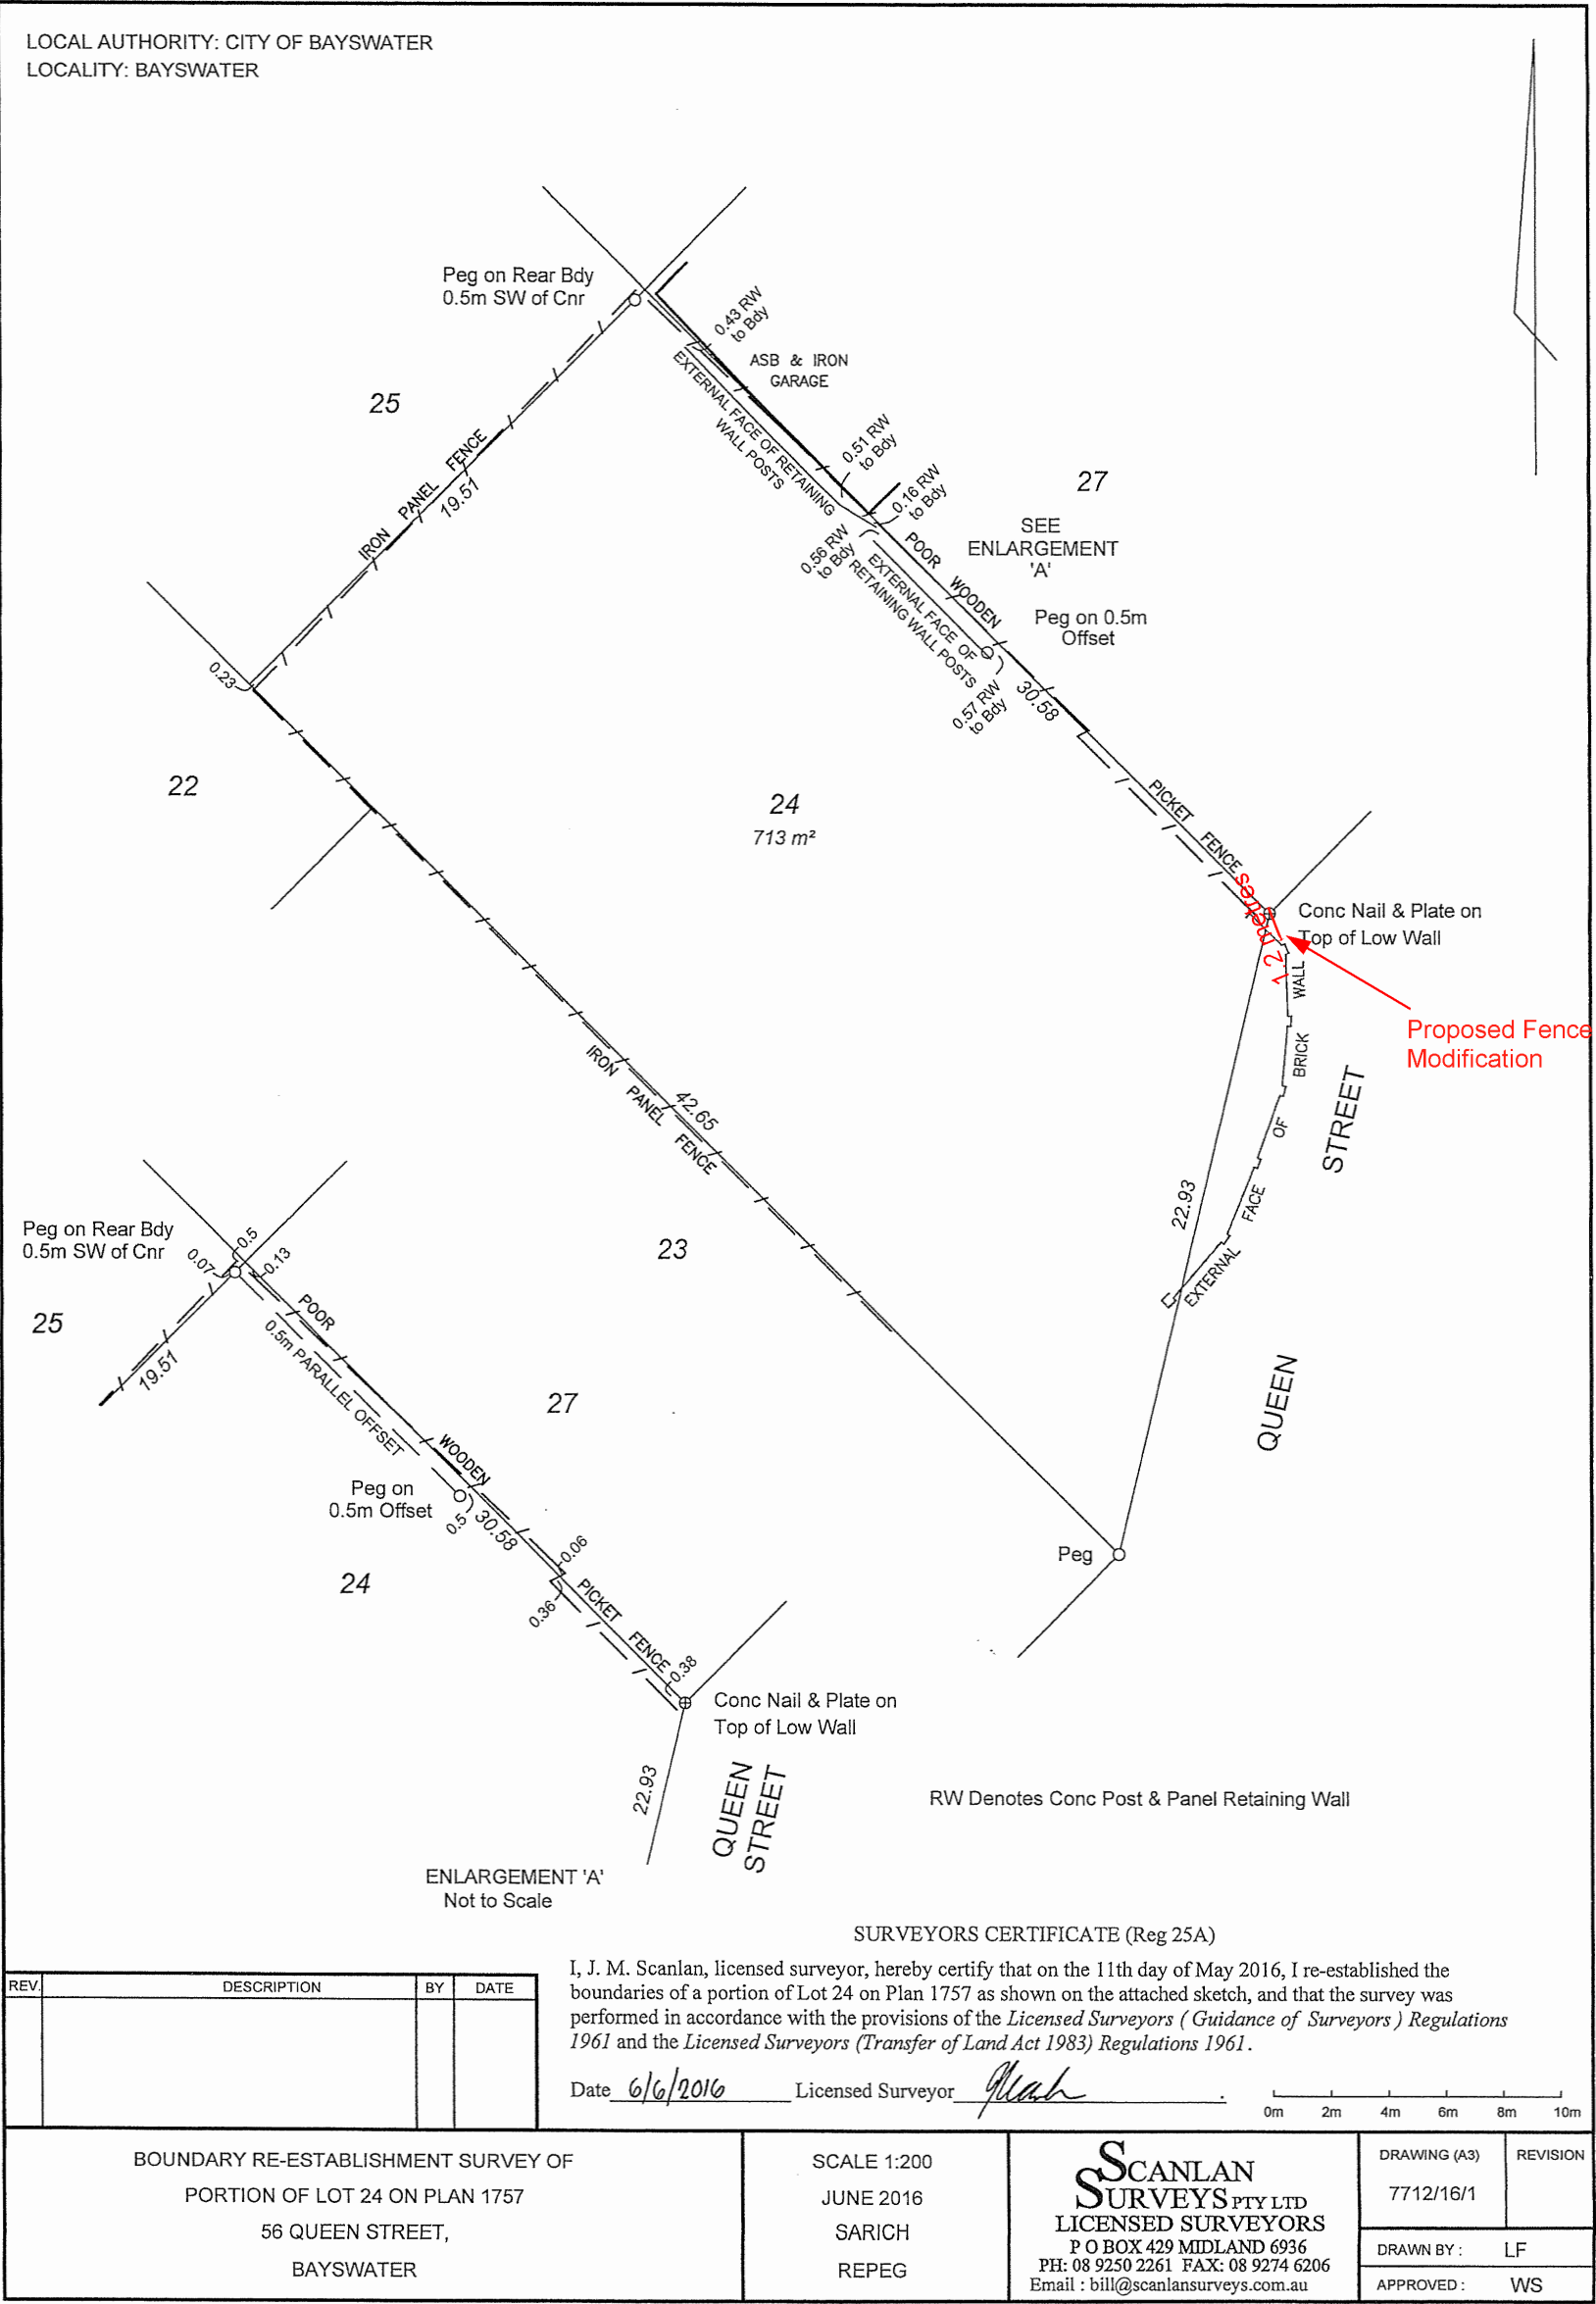 LOCAL AUTHORITY: CITY OF BAYSWATER
LOCALITY: BAYSWATER
Peg on Rear Bdy
0.5m SW of Cnr
0.43 RW
to Bdy
ASB & IRON
GARAGE
EXTERNAL FACE OF RETAINING
WALL POSTS
25
IRON PANEL FENCE
19.51
0.51 RW
to Bdy
0.16 RW
to Bdy
27
SEE
ENLARGEMENT
'A'
0.56 RW
to Bdy
POOR WOODEN
EXTERNAL FACE OF
RETAINING WALL POSTS
Peg on 0.5m
Offset
0.57 RW
to Bdy
30.58
0.23
22
24
713 m²
PICKET FENCE
1.2 metres
Conc Nail & Plate on
Top of Low Wall
Proposed Fence
Modification
EXTERNAL FACE OF BRICK WALL
QUEEN STREET
22.93
42.65
IRON PANEL FENCE
23
Peg
Peg on Rear Bdy
0.5m SW of Cnr
0.5
0.07
0.13
25
19.51
POOR
0.5m PARALLEL OFFSET
27
WOODEN
Peg on
0.5m Offset
0.5
30.58
0.06
24
0.36
PICKET FENCE
0.38
Conc Nail & Plate on
Top of Low Wall
22.93
QUEEN
STREET
RW Denotes Conc Post & Panel Retaining Wall
ENLARGEMENT 'A'
Not to Scale
SURVEYORS CERTIFICATE (Reg 25A)
I, J. M. Scanlan, licensed surveyor, hereby certify that on the 11th day of May 2016, I re-established the
boundaries of a portion of Lot 24 on Plan 1757 as shown on the attached sketch, and that the survey was
performed in accordance with the provisions of the Licensed Surveyors ( Guidance of Surveyors ) Regulations
1961 and the Licensed Surveyors (Transfer of Land Act 1983) Regulations 1961.
Date 6/6/2016 Licensed Surveyor
0m 2m 4m 6m 8m 10m
REV. DESCRIPTION BY DATE
BOUNDARY RE-ESTABLISHMENT SURVEY OF
PORTION OF LOT 24 ON PLAN 1757
56 QUEEN STREET,
BAYSWATER
SCALE 1:200
JUNE 2016
SARICH
REPEG
SCANLAN
SURVEYS PTY LTD
LICENSED SURVEYORS
P O BOX 429 MIDLAND 6936
PH: 08 9250 2261 FAX: 08 9274 6206
Email : bill@scanlansurveys.com.au
DRAWING (A3)
7712/16/1
REVISION
DRAWN BY : LF
APPROVED : WS